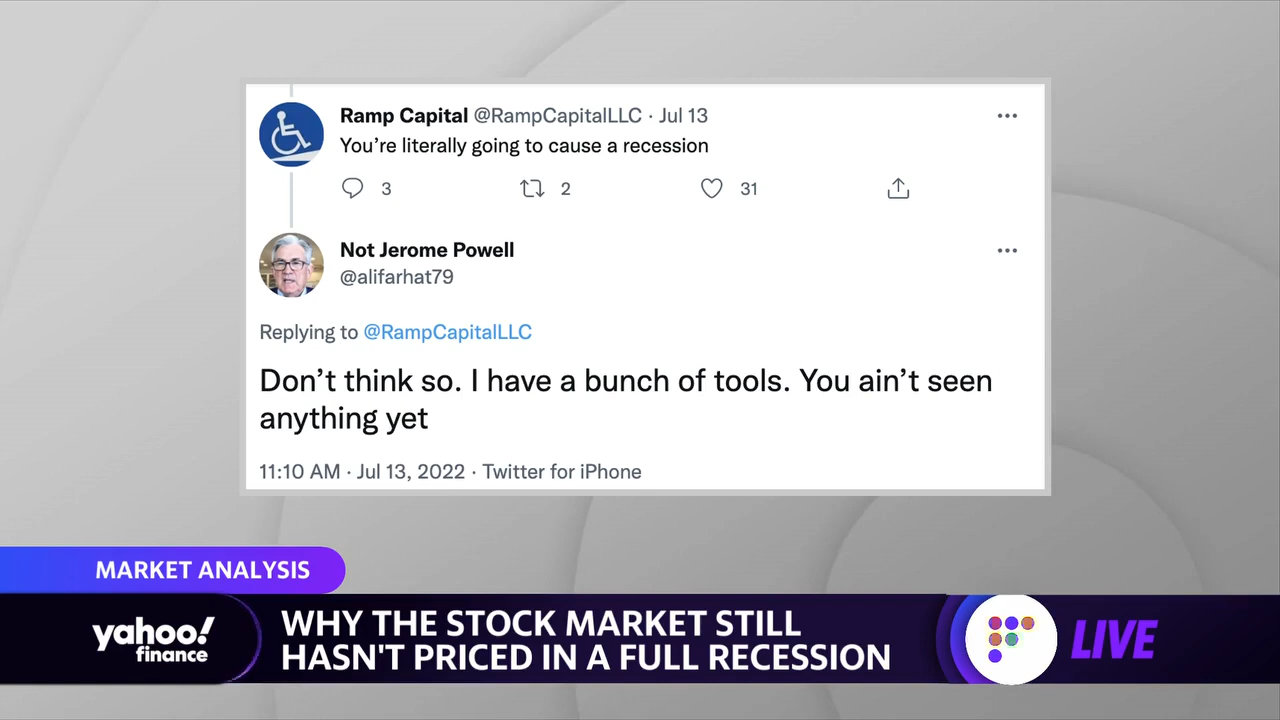 Ramp Capital @RampCapitalLLC · Jul 13
You’re literally going to cause a recession
3 2 31
Not Jerome Powell
@alifarhat79
Replying to @RampCapitalLLC
Don’t think so. I have a bunch of tools. You ain’t seen
anything yet
11:10 AM · Jul 13, 2022 · Twitter for iPhone
MARKET ANALYSIS
yahoo!
finance
WHY THE STOCK MARKET STILL
HASN'T PRICED IN A FULL RECESSION
LIVE